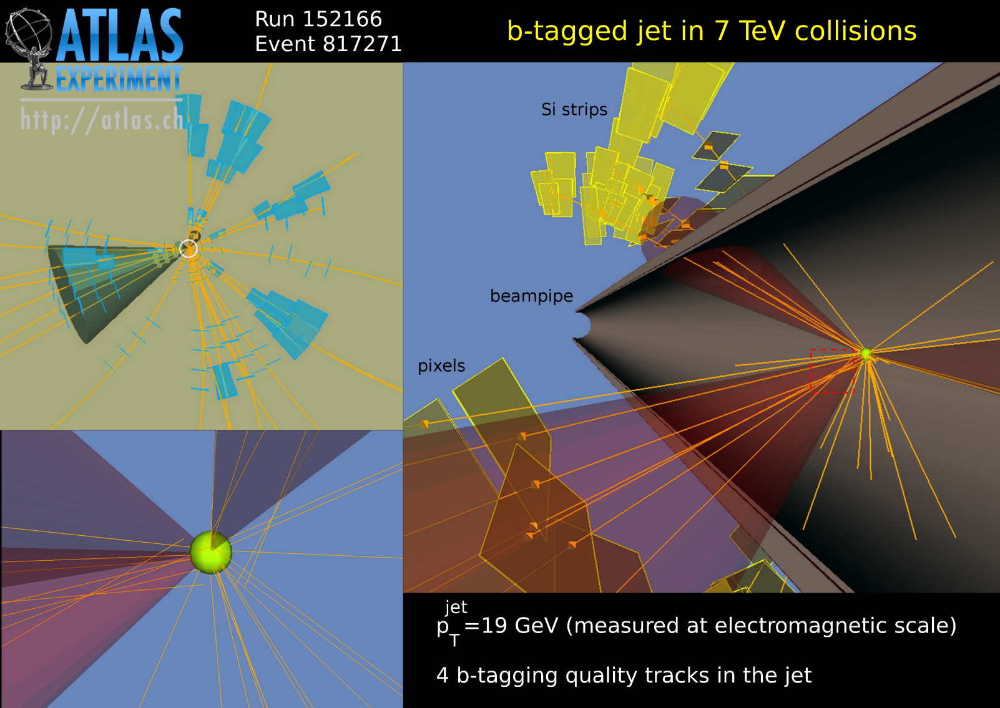 ATLAS
EXPERIMENT
http://atlas.ch
Run 152166
Event 817271
b-tagged jet in 7 TeV collisions
Si strips
beampipe
pixels
jet
p_T=19 GeV (measured at electromagnetic scale)
4 b-tagging quality tracks in the jet